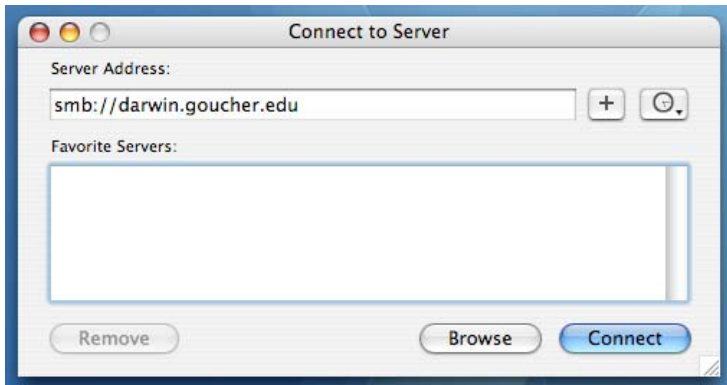 Connect to Server
Server Address:
smb://darwin.goucher.edu
Favorite Servers:
Remove
Browse
Connect